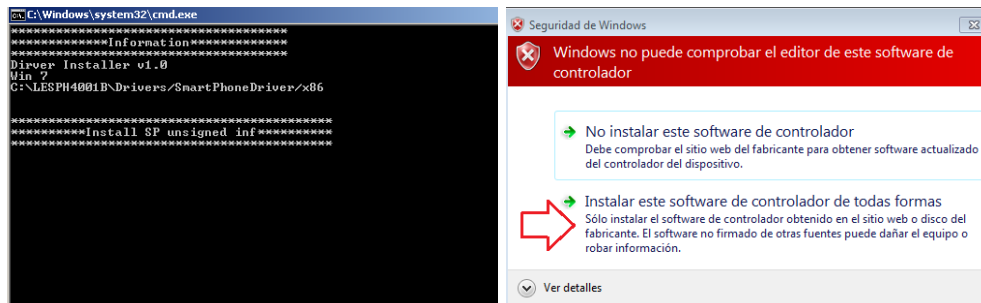 C:\Windows\system32\cmd.exe
**************************************
*************Information*************
**************************************
Dirver Installer v1.0
Win 7
C:\LESPH4001B\Drivers/SmartPhoneDriver/x86
********************************************
**********Install SP unsigned inf**********
********************************************
Seguridad de Windows
Windows no puede comprobar el editor de este software de
controlador
No instalar este software de controlador
Debe comprobar el sitio web del fabricante para obtener software actualizado
del controlador del dispositivo.
Instalar este software de controlador de todas formas
Sólo instalar el software de controlador obtenido en el sitio web o disco del
fabricante. El software no firmado de otras fuentes puede dañar el equipo o
robar información.
Ver detalles